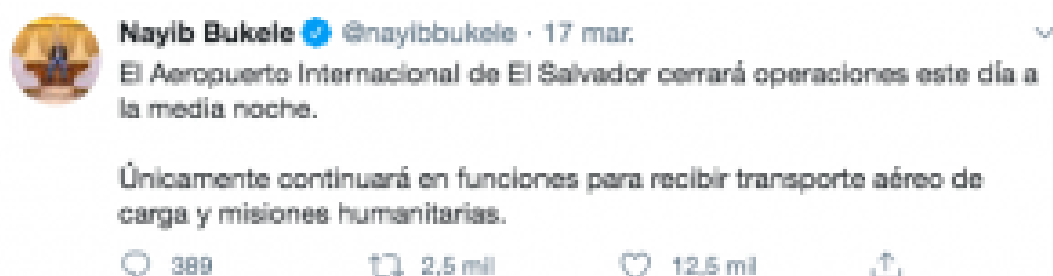 Nayib Bukele @nayibbukele · 17 mar.
El Aeropuerto Internacional de El Salvador cerrará operaciones este día a
la media noche.
Únicamente continuará en funciones para recibir transporte aéreo de
carga y misiones humanitarias.
389 2,5 mil 12,5 mil